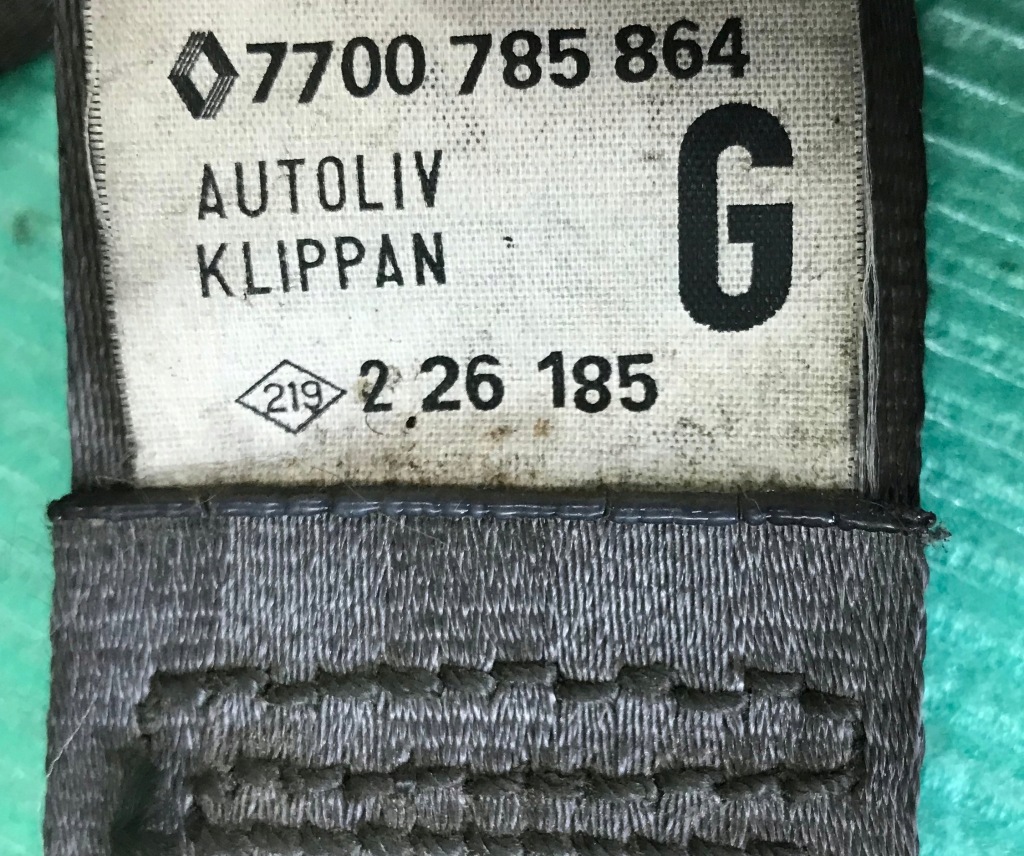 7700 785 864
G
AUTOLIV
KLIPPAN
219 2 26 185